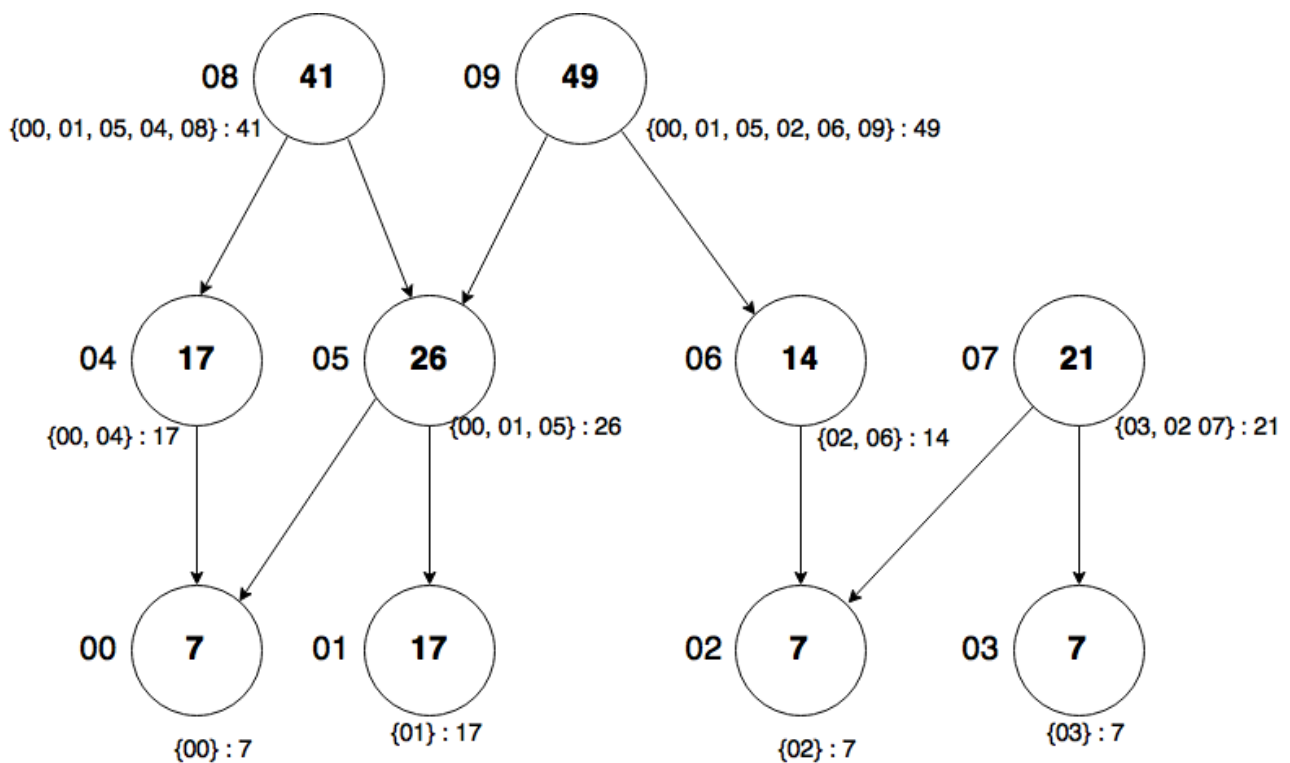 08
41
09
49
{00, 01, 05, 04, 08} : 41
{00, 01, 05, 02, 06, 09} : 49
04
17
05
26
06
14
07
21
{00, 04} : 17
{00, 01, 05} : 26
{02, 06} : 14
{03, 02 07} : 21
00
7
01
17
02
7
03
7
{00} : 7
{01} : 17
{02} : 7
{03} : 7